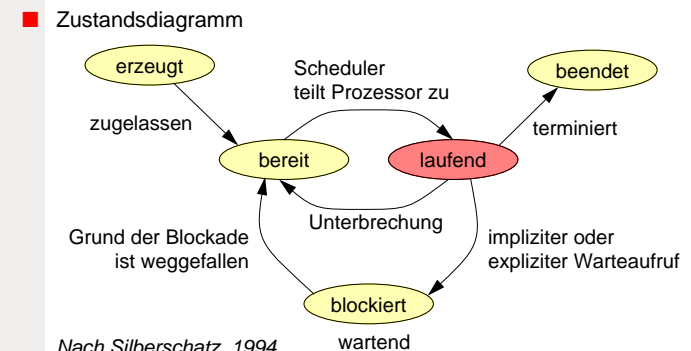 Zustandsdiagramm
erzeugt
Scheduler
teilt Prozessor zu
beendet
zugelassen
terminiert
bereit
laufend
Unterbrechung
Grund der Blockade
ist weggefallen
impliziter oder
expliziter Warteaufruf
blockiert
wartend
Nach Silberschatz, 1994